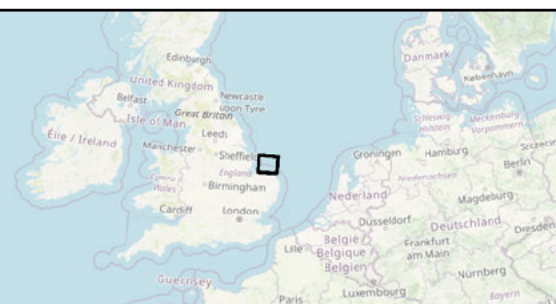 Edinburgh
Danmark
København
United Kingdom
Belfast
Newcastle
upon Tyne
Great Britain
Isle of Man
Leeds
Schleswig-
Holstein
Mecklenburg-
Vorpommern
Éire / Ireland
Manchester
Sheffield
Groningen
Hamburg
Szczecin
Berlin
England
Cymru /
Wales
Birmingham
Niedersachsen
Nederland
Magdeburg
Cardiff
London
Düsseldorf
Deutschland
Dresden
Lille
België /
Belgique
Belgien
Frankfurt
am Main
Guernsey
Luxembourg
Nürnberg
Paris
Bayern